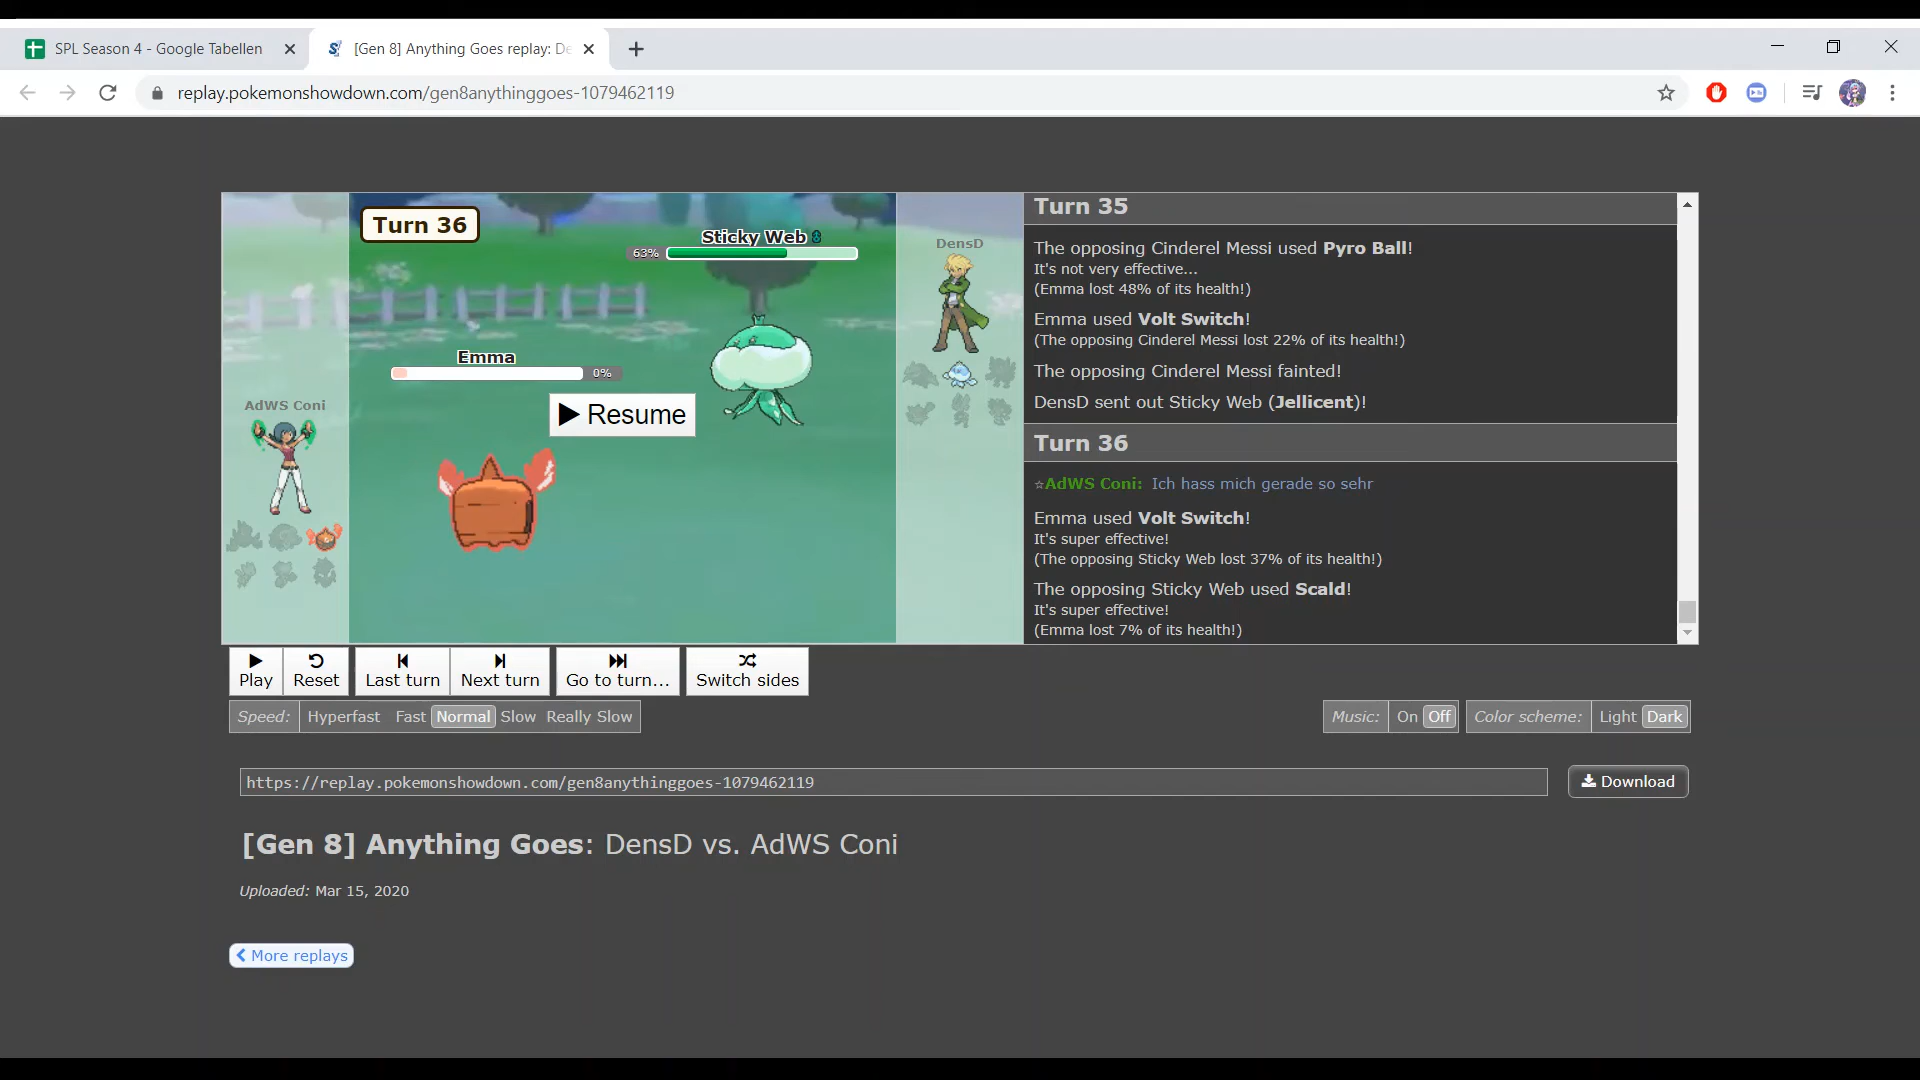 SPL Season 4 - Google Tabellen
[Gen 8] Anything Goes replay: De
replay.pokemonshowdown.com/gen8anythinggoes-1079462119
Turn 36
Sticky Web
63%
Emma
0%
Resume
AdWS Coni
DensD
Turn 35
The opposing Cinderel Messi used Pyro Ball!
It's not very effective...
(Emma lost 48% of its health!)
Emma used Volt Switch!
(The opposing Cinderel Messi lost 22% of its health!)
The opposing Cinderel Messi fainted!
DensD sent out Sticky Web (Jellicent)!
Turn 36
☆AdWS Coni: Ich hass mich gerade so sehr
Emma used Volt Switch!
It's super effective!
(The opposing Sticky Web lost 37% of its health!)
The opposing Sticky Web used Scald!
It's super effective!
(Emma lost 7% of its health!)
Play Reset Last turn Next turn Go to turn... Switch sides
Speed: Hyperfast Fast Normal Slow Really Slow
Music: On Off Color scheme: Light Dark
https://replay.pokemonshowdown.com/gen8anythinggoes-1079462119
Download
[Gen 8] Anything Goes: DensD vs. AdWS Coni
Uploaded: Mar 15, 2020
More replays